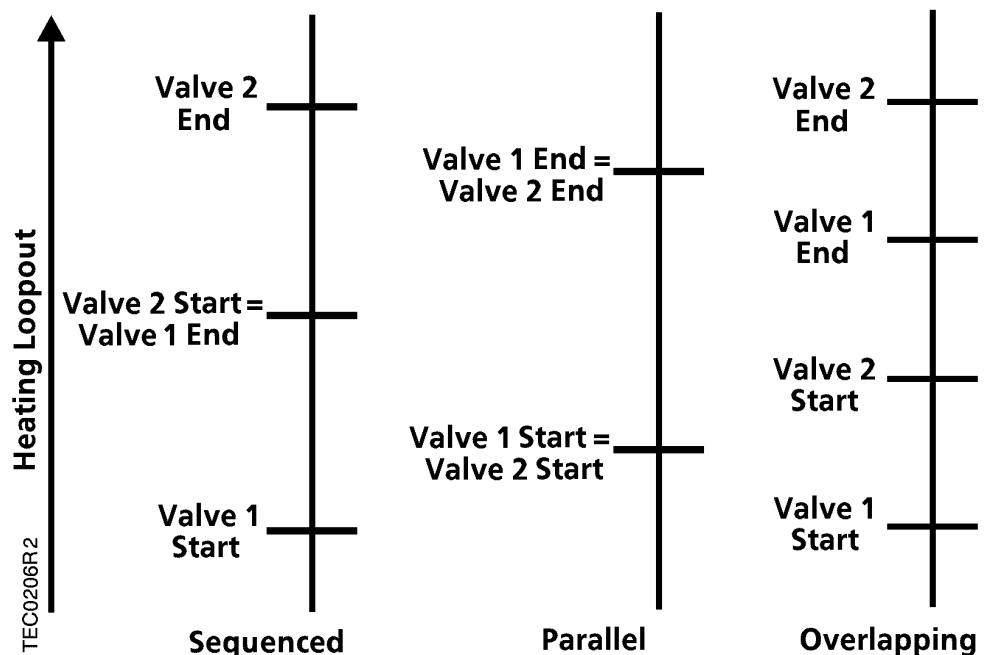 Heating Loopout
TEC0206R2
Valve 2
End
Valve 2 Start=
Valve 1 End
Valve 1
Start
Sequenced
Valve 1 End =
Valve 2 End
Valve 1 Start =
Valve 2 Start
Parallel
Valve 2
End
Valve 1
End
Valve 2
Start
Valve 1
Start
Overlapping